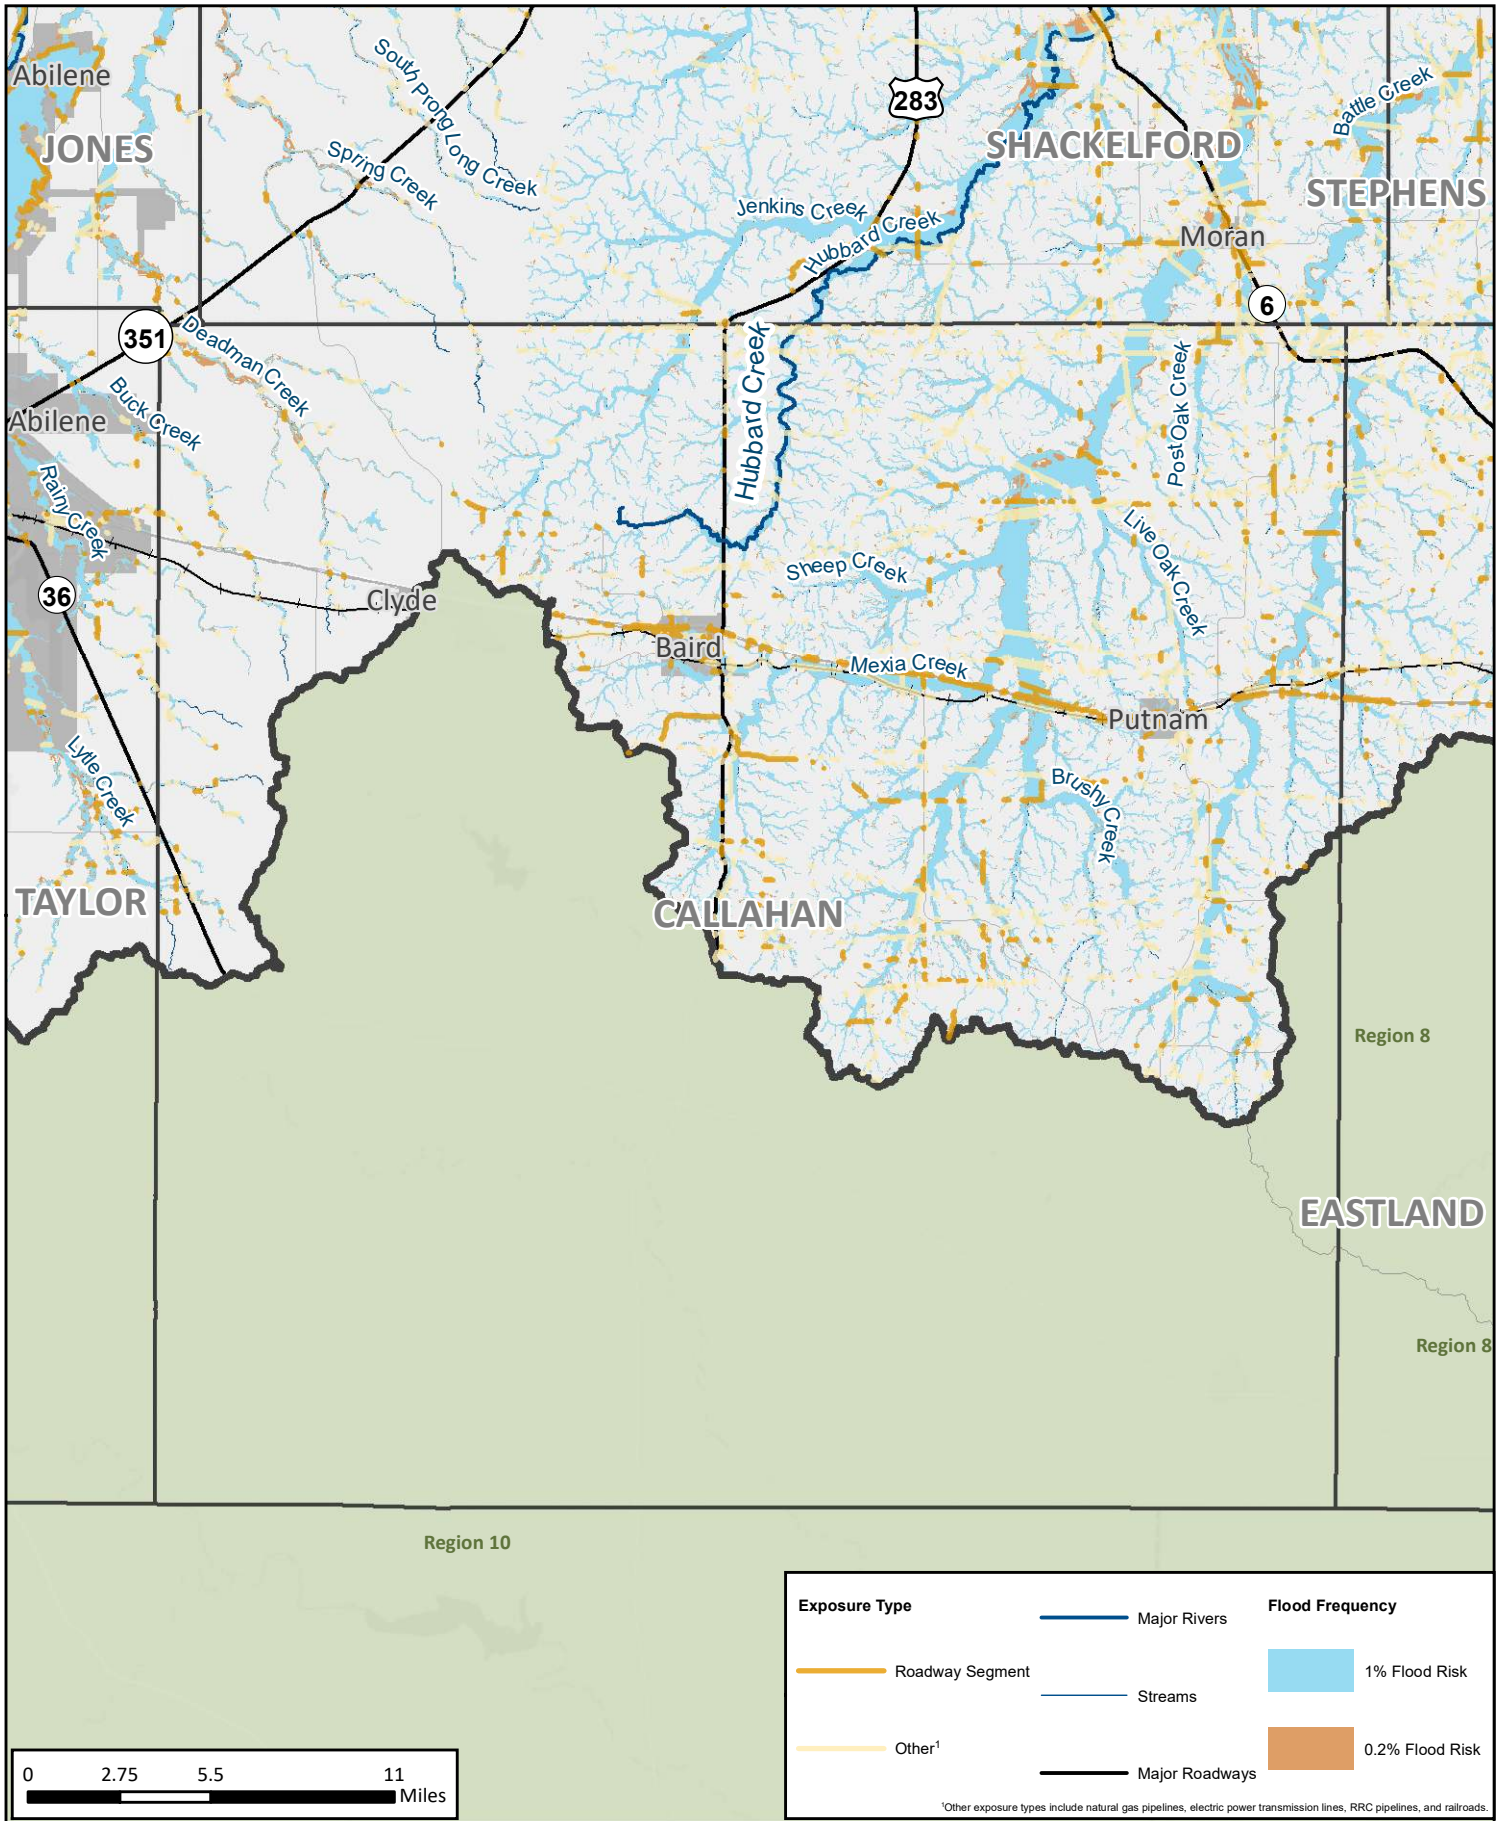 Abilene
JONES
South Prong Long Creek
Spring Creek
283
SHACKELFORD
Battle Creek
STEPHENS
Jenkins Creek
Hubbard Creek
Moran
6
351
Deadman Creek
Buck Creek
Abilene
Hubbard Creek
Post Oak Creek
Rainy Creek
Live Oak Creek
36
Clyde
Sheep Creek
Baird
Mexia Creek
Putnam
Lytle Creek
Brushy Creek
TAYLOR
CALLAHAN
Region 8
EASTLAND
Region 8
Region 10
Exposure Type
Roadway Segment
Other¹
Major Rivers
Streams
Major Roadways
Flood Frequency
1% Flood Risk
0.2% Flood Risk
¹Other exposure types include natural gas pipelines, electric power transmission lines, RRC pipelines, and railroads.
0 2.75 5.5 11
Miles